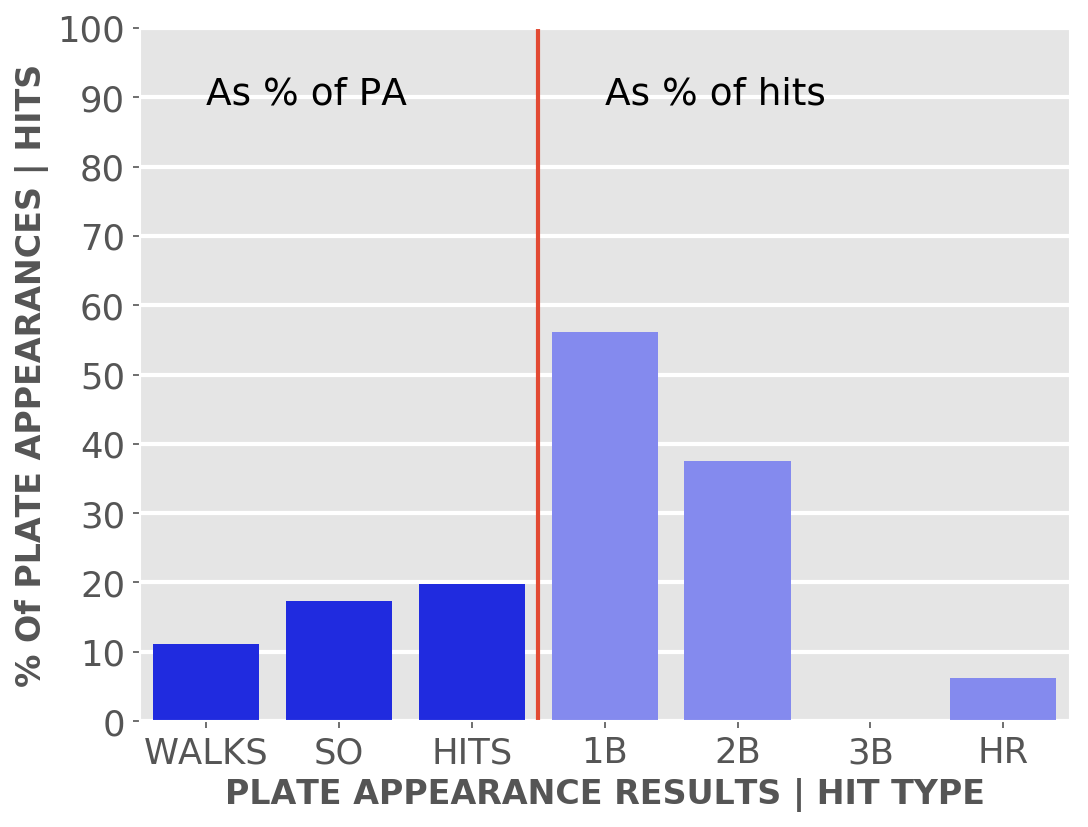 % Of PLATE APPEARANCES | HITS
100
90
80
70
60
50
40
30
20
10
0
As % of PA
As % of hits
WALKS SO HITS 1B 2B 3B HR
PLATE APPEARANCE RESULTS | HIT TYPE